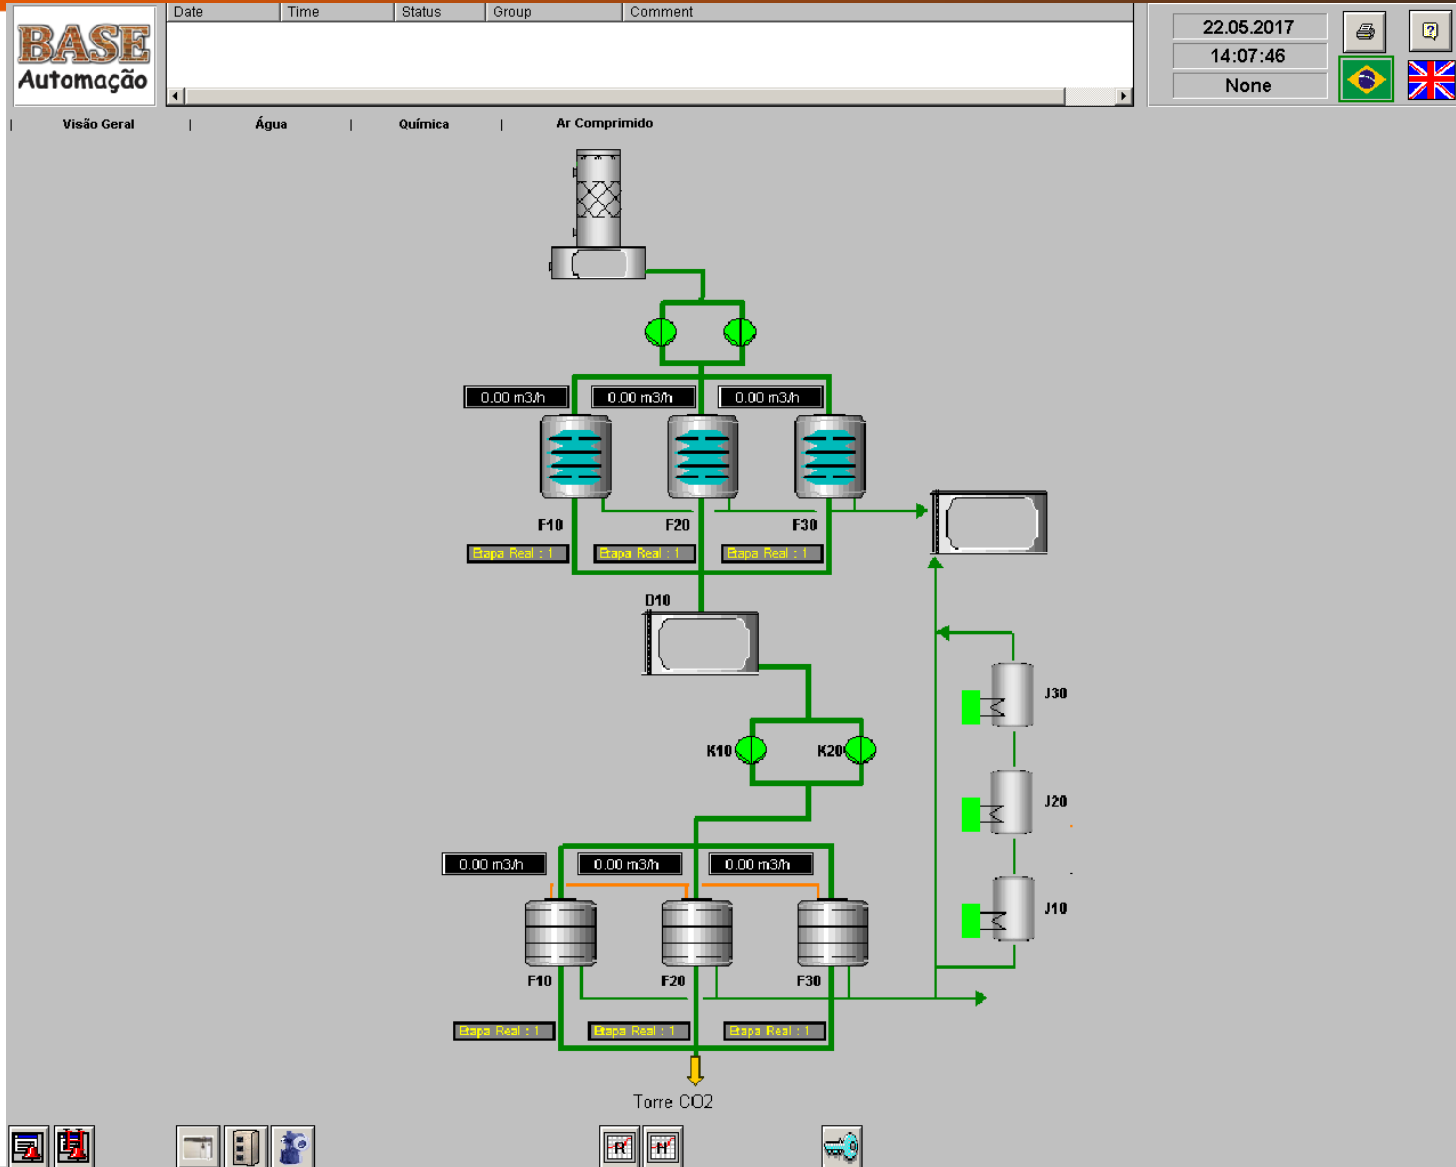 BASE
Automação
Date Time Status Group Comment
22.05.2017
14:07:46
None
| Visão Geral | Água | Química | Ar Comprimido
0.00 m3/h 0.00 m3/h 0.00 m3/h
F10 F20 F30
Etapa Real : 1 Etapa Real : 1 Etapa Real : 1
D10
J30
K10 K20
J20
0.00 m3/h 0.00 m3/h 0.00 m3/h
J10
F10 F20 F30
Etapa Real : 1 Etapa Real : 1 Etapa Real : 1
Torre CO2
R H